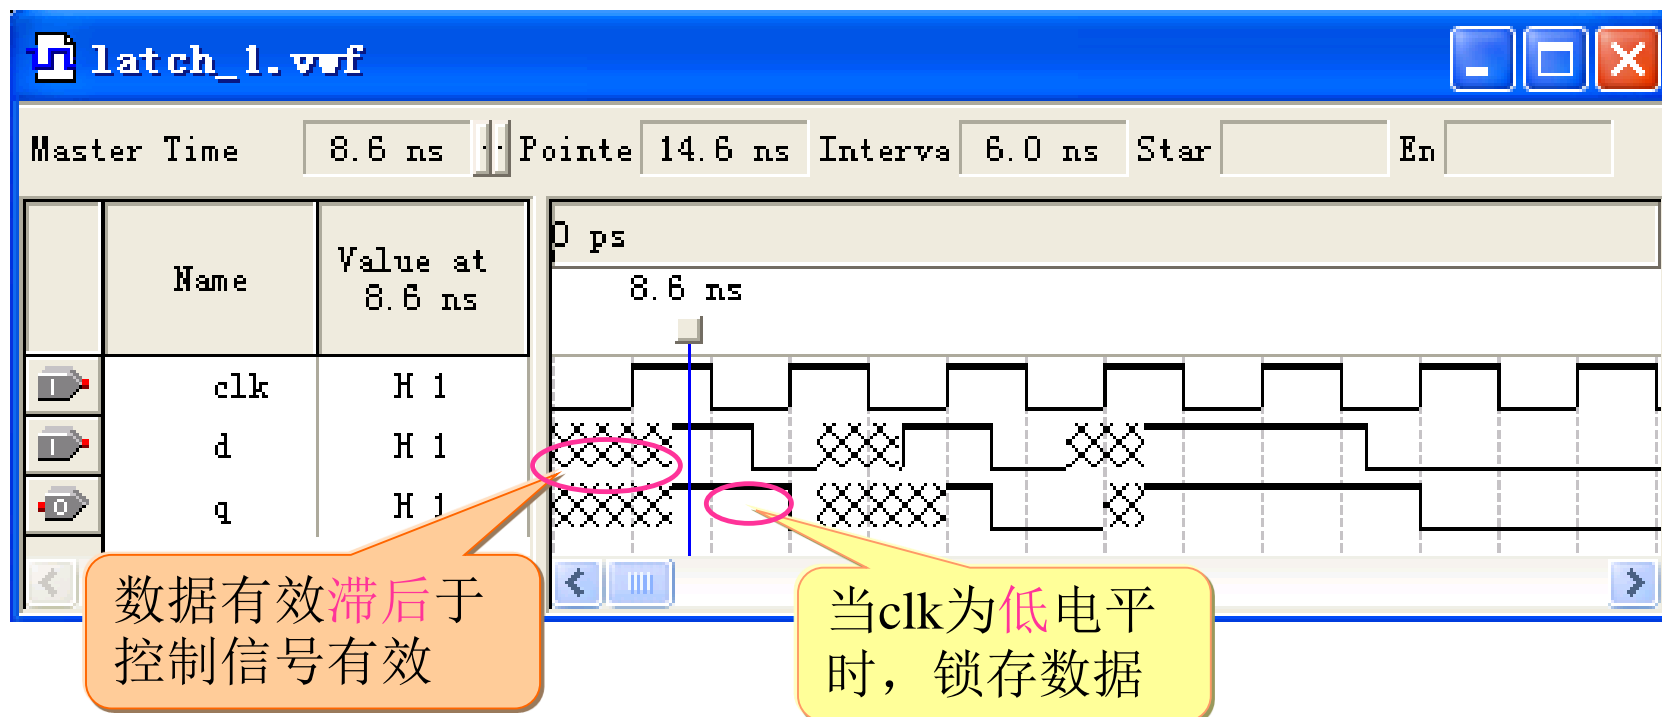 latch_1.vwf
Master Time 8.6 ns Pointe 14.6 ns Interva 6.0 ns Star En
0 ps
Name Value at
8.6 ns
8.6 ns
clk H 1
d H 1
q H 1
数据有效滞后于
控制信号有效
当clk为低电平
时，锁存数据